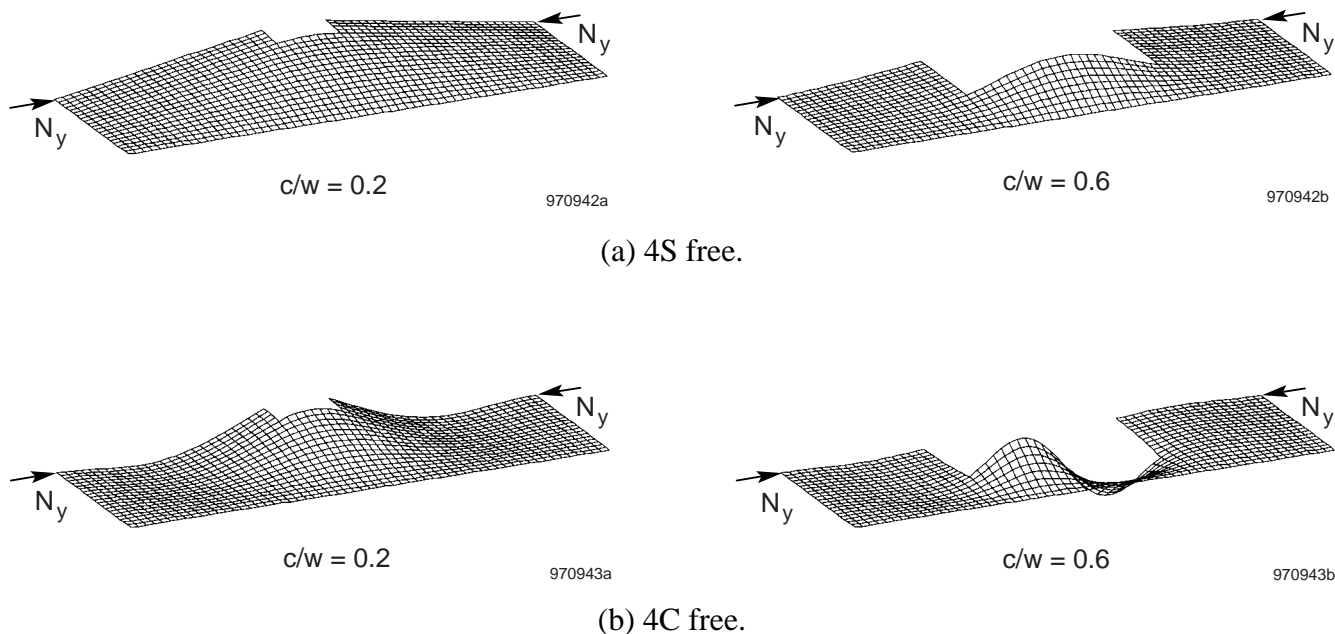 N_y
N_y
c/w = 0.2
970942a
N_y
N_y
c/w = 0.6
970942b
(a) 4S free.
N_y
N_y
c/w = 0.2
970943a
N_y
N_y
c/w = 0.6
970943b
(b) 4C free.